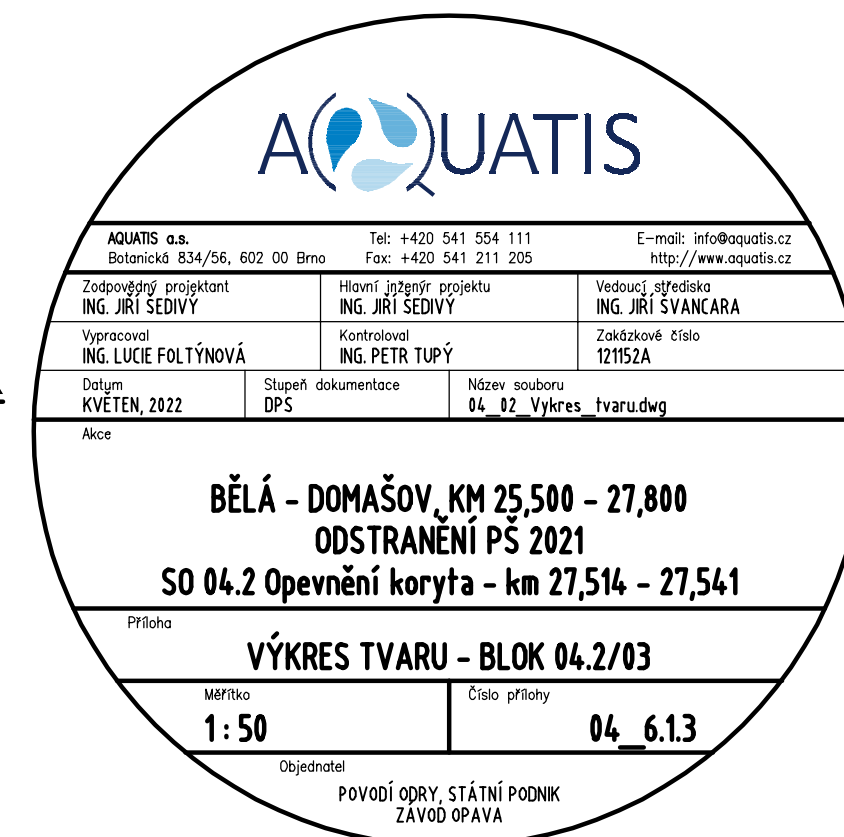 AQUATIS
AQUATIS a.s. Tel: +420 541 554 111 E-mail: info@aquatis.cz
Botanická 834/56, 602 00 Brno Fax: +420 541 211 205 http://www.aquatis.cz
Zodpovědný projektant Hlavní inženýr projektu Vedoucí střediska
ING. JIŘÍ ŠEDIVÝ ING. JIŘÍ ŠEDIVÝ ING. JIŘÍ ŠVANCARA
Vypracoval Kontroloval Zakázkové číslo
ING. LUCIE FOLTÝNOVÁ ING. PETR TUPÝ 121152A
Datum Stupeň dokumentace Název souboru
KVĚTEN, 2022 DPS 04_02_Vykres_tvaru.dwg
Akce
BĚLÁ - DOMAŠOV, KM 25,500 - 27,800
ODSTRANĚNÍ PŠ 2021
SO 04.2 Opevnění koryta - km 27,514 - 27,541
Příloha
VÝKRES TVARU - BLOK 04.2/03
Měřítko Číslo přílohy
1:50 04_6.1.3
Objednatel
POVODÍ ODRY, STÁTNÍ PODNIK
ZÁVOD OPAVA